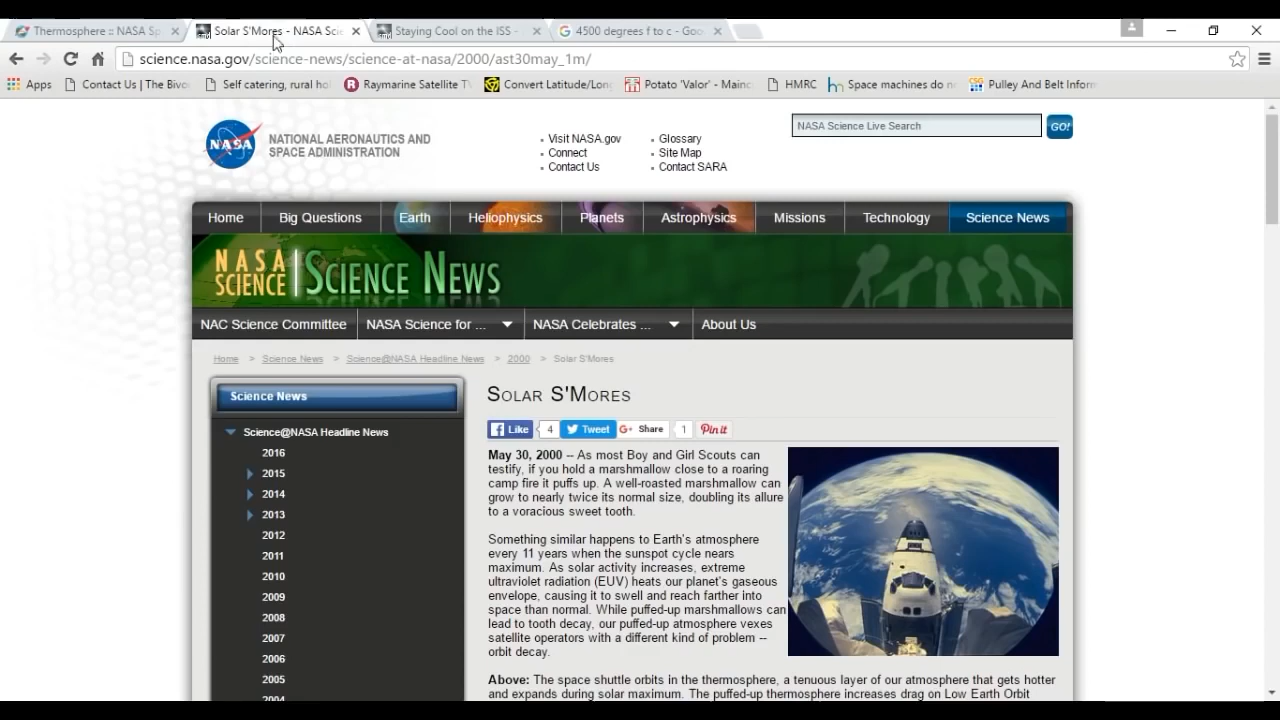 Thermosphere :: NASA Sp
Solar S'Mores - NASA Scie
Staying Cool on the ISS -
4500 degrees f to c - Goo
science.nasa.gov/science-news/science-at-nasa/2000/ast30may_1m/
Apps
Contact Us | The Bivo
Self catering, rural hol
Raymarine Satellite TV
Convert Latitude/Long
Potato 'Valor' - Mainc
HMRC
Space machines do ne
Pulley And Belt Inform
NASA
NATIONAL AERONAUTICS AND
SPACE ADMINISTRATION
Visit NASA.gov
Connect
Contact Us
Glossary
Site Map
Contact SARA
NASA Science Live Search
GO!
Home
Big Questions
Earth
Heliophysics
Planets
Astrophysics
Missions
Technology
Science News
NASA
SCIENCE
SCIENCE NEWS
NAC Science Committee
NASA Science for ...
NASA Celebrates ...
About Us
Home > Science News > Science@NASA Headline News > 2000 > Solar S'Mores
Science News
Science@NASA Headline News
2016
2015
2014
2013
2012
2011
2010
2009
2008
2007
2006
2005
2004
SOLAR S'MORES
Like 4 Tweet G+ Share 1 Pin it
May 30, 2000 -- As most Boy and Girl Scouts can
testify, if you hold a marshmallow close to a roaring
camp fire it puffs up. A well-roasted marshmallow can
grow to nearly twice its normal size, doubling its allure
to a voracious sweet tooth.
Something similar happens to Earth's atmosphere
every 11 years when the sunspot cycle nears
maximum. As solar activity increases, extreme
ultraviolet radiation (EUV) heats our planet's gaseous
envelope, causing it to swell and reach farther into
space than normal. While puffed-up marshmallows can
lead to tooth decay, our puffed-up atmosphere vexes
satellite operators with a different kind of problem --
orbit decay.
Above: The space shuttle orbits in the thermosphere, a tenuous layer of our atmosphere that gets hotter
and expands during solar maximum. The puffed-up thermosphere increases drag on Low Earth Orbit